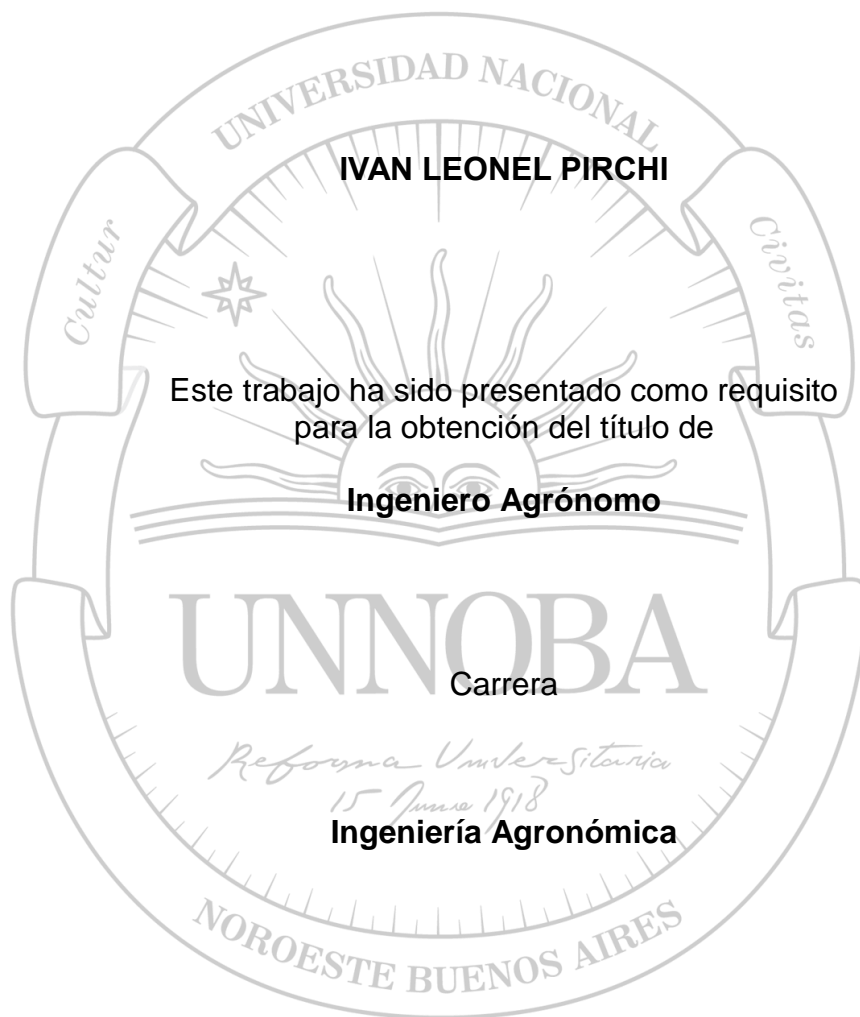 UNIVERSIDAD NACIONAL
IVAN LEONEL PIRCHI
Cultur
Civitas
Este trabajo ha sido presentado como requisito
para la obtención del título de
Ingeniero Agrónomo
UNNOBA
Carrera
Reforma Universitaria
15 Junio 1918
Ingeniería Agronómica
NOROESTE BUENOS AIRES